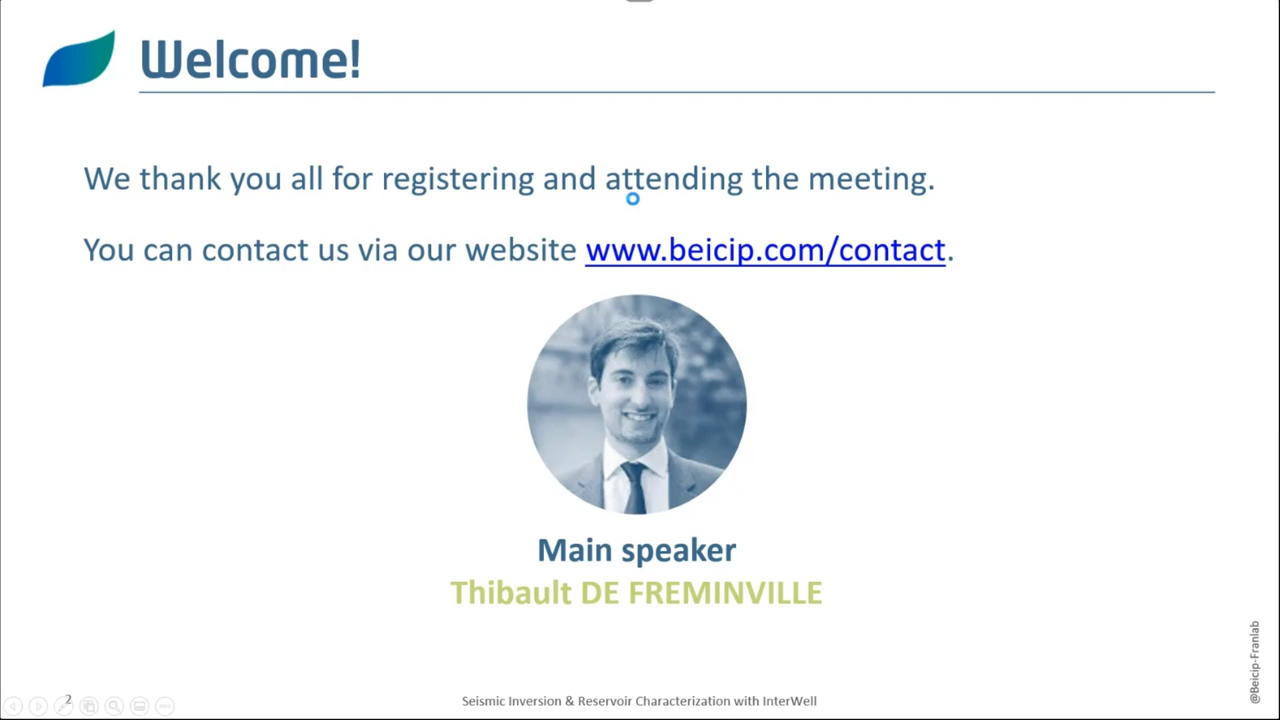 Welcome!
We thank you all for registering and attending the meeting.
You can contact us via our website www.beicip.com/contact.
Main speaker
Thibault DE FREMINVILLE
@Beicip-Franlab
2
Seismic Inversion & Reservoir Characterization with InterWell